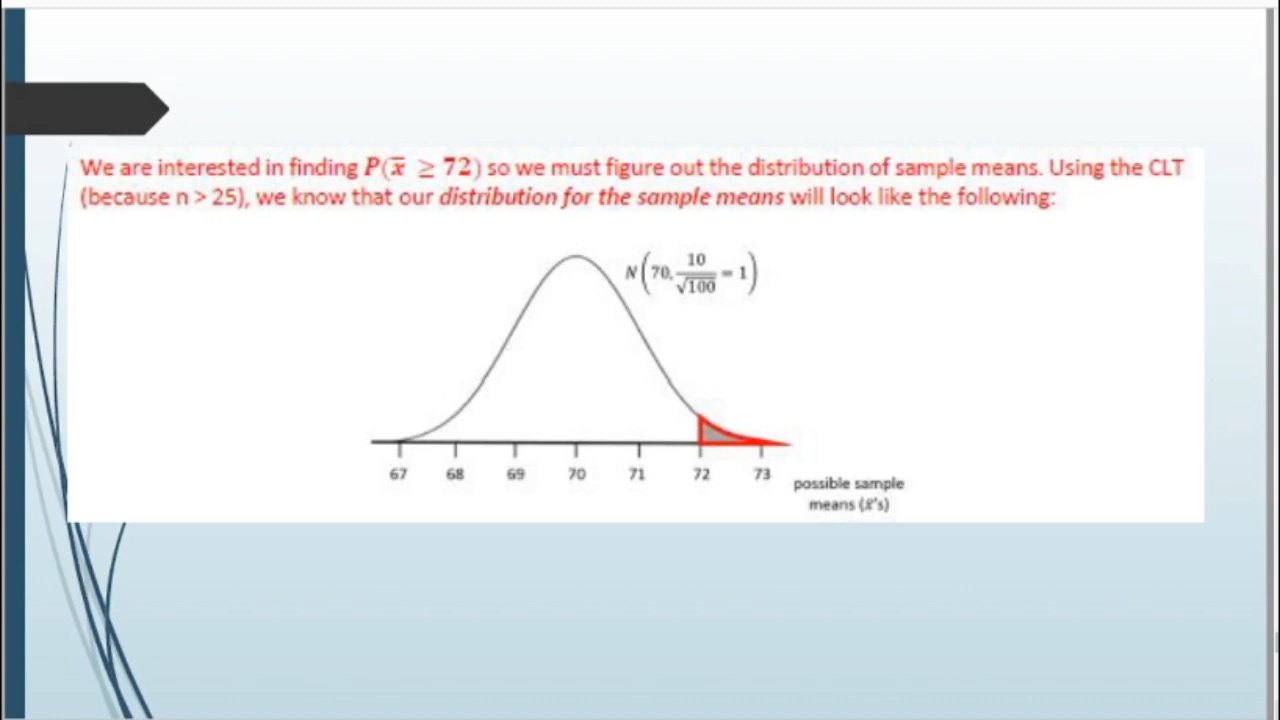 We are interested in finding P(x̄ ≥ 72) so we must figure out the distribution of sample means. Using the CLT
(because n > 25), we know that our distribution for the sample means will look like the following:
N(70, 10/√100 = 1)
67 68 69 70 71 72 73
possible sample
means (x̄'s)